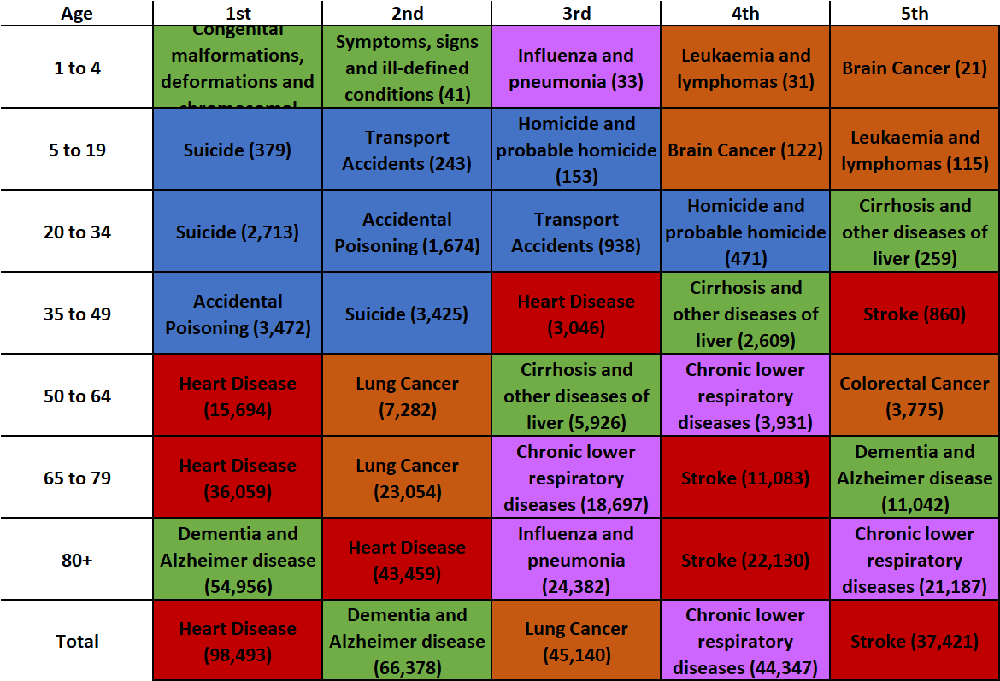 Age 1st 2nd 3rd 4th 5th
1 to 4
Congenital
malformations,
deformations and
chromosomal
Symptoms, signs
and ill-defined
conditions (41)
Influenza and
pneumonia (33)
Leukaemia and
lymphomas (31)
Brain Cancer (21)
5 to 19
Suicide (379)
Transport
Accidents (243)
Homicide and
probable homicide
(153)
Brain Cancer (122)
Leukaemia and
lymphomas (115)
20 to 34
Suicide (2,713)
Accidental
Poisoning (1,674)
Transport
Accidents (938)
Homicide and
probable homicide
(471)
Cirrhosis and
other diseases of
liver (259)
35 to 49
Accidental
Poisoning (3,472)
Suicide (3,425)
Heart Disease
(3,046)
Cirrhosis and
other diseases of
liver (2,609)
Stroke (860)
50 to 64
Heart Disease
(15,694)
Lung Cancer
(7,282)
Cirrhosis and
other diseases of
liver (5,926)
Chronic lower
respiratory
diseases (3,931)
Colorectal Cancer
(3,775)
65 to 79
Heart Disease
(36,059)
Lung Cancer
(23,054)
Chronic lower
respiratory
diseases (18,697)
Stroke (11,083)
Dementia and
Alzheimer disease
(11,042)
80+
Dementia and
Alzheimer disease
(54,956)
Heart Disease
(43,459)
Influenza and
pneumonia
(24,382)
Stroke (22,130)
Chronic lower
respiratory
diseases (21,187)
Total
Heart Disease
(98,493)
Dementia and
Alzheimer disease
(66,378)
Lung Cancer
(45,140)
Chronic lower
respiratory
diseases (44,347)
Stroke (37,421)